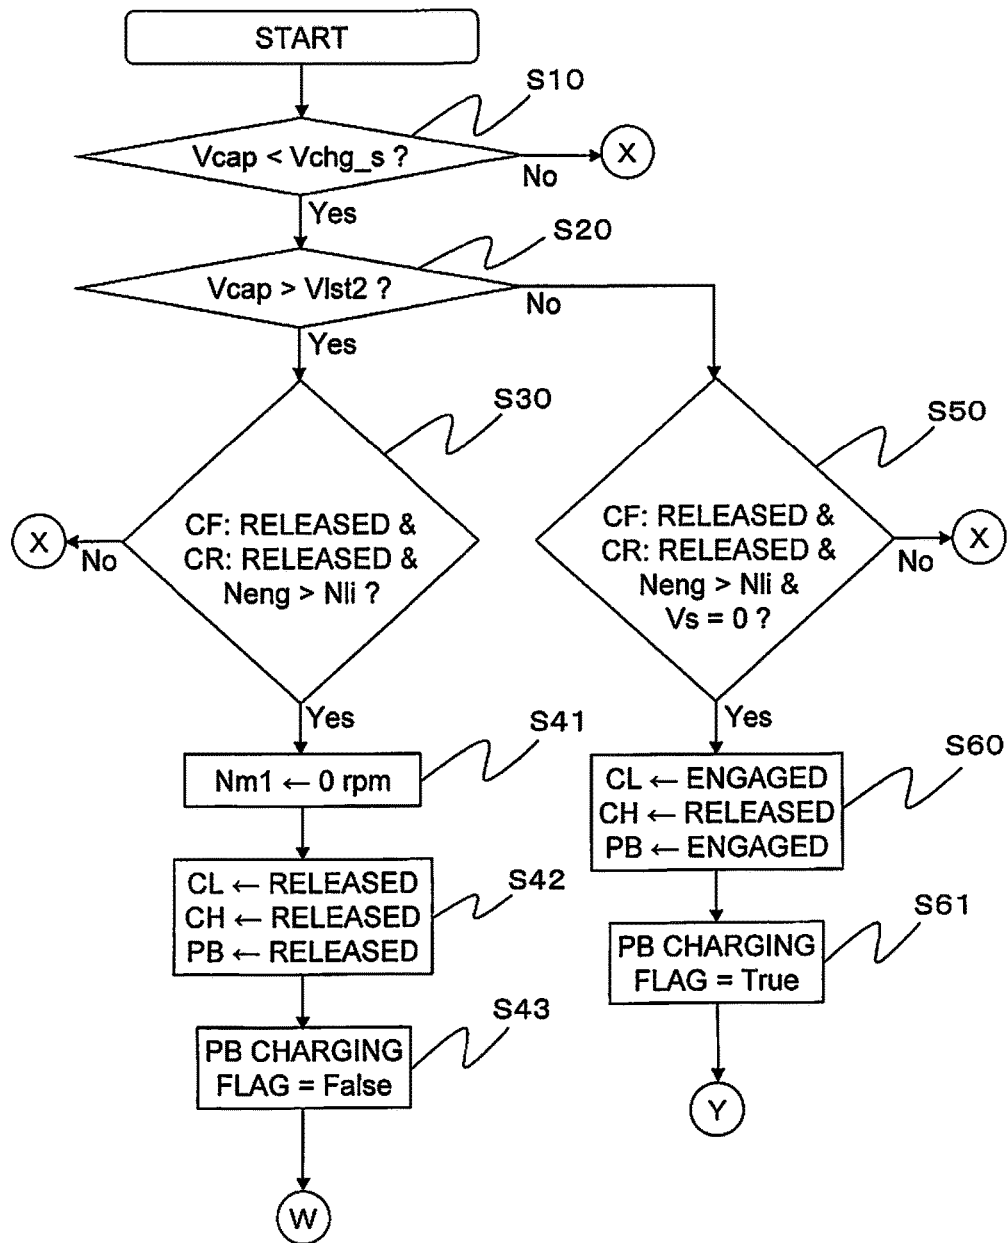 START
S10
Vcap < Vchg_s ?
X
No
Yes
S20
Vcap > Vlst2 ?
No
Yes
S30
CF: RELEASED &
CR: RELEASED &
Neng > Nli ?
X
No
Yes
S41
Nm1 ← 0 rpm
CL ← RELEASED
CH ← RELEASED
PB ← RELEASED
S42
S43
PB CHARGING
FLAG = False
W
S50
CF: RELEASED &
CR: RELEASED &
Neng > Nli &
Vs = 0 ?
X
No
Yes
S60
CL ← ENGAGED
CH ← RELEASED
PB ← ENGAGED
S61
PB CHARGING
FLAG = True
Y